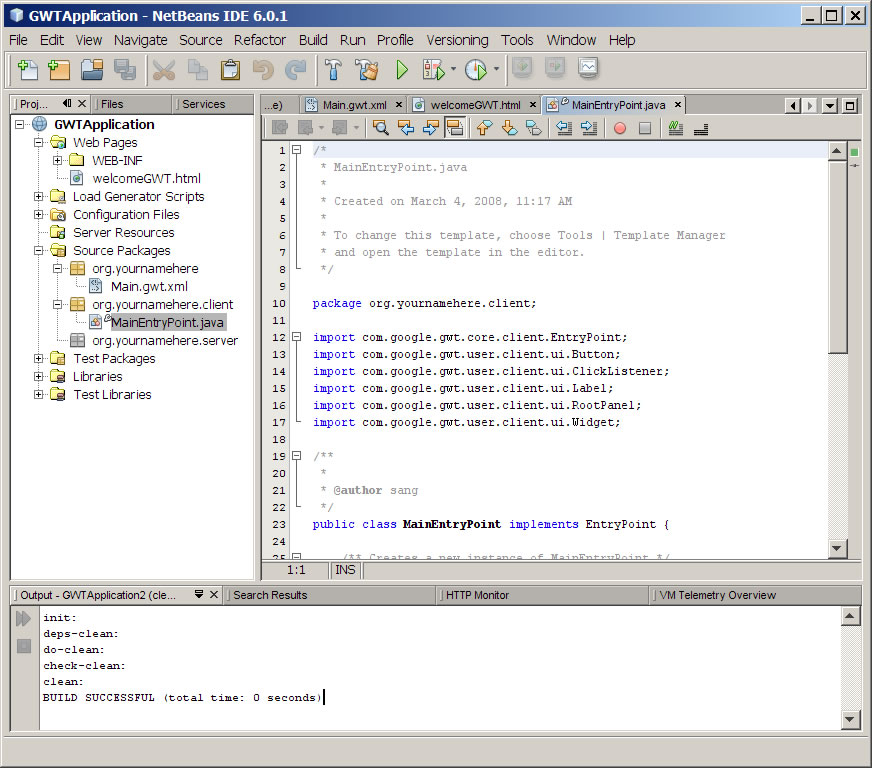 GWTApplication - NetBeans IDE 6.0.1
File Edit View Navigate Source Refactor Build Run Profile Versioning Tools Window Help
Proj... Files Services
GWTApplication
Web Pages
WEB-INF
welcomeGWT.html
Load Generator Scripts
Configuration Files
Server Resources
Source Packages
org.yournamehere
Main.gwt.xml
org.yournamehere.client
MainEntryPoint.java
org.yournamehere.server
Test Packages
Libraries
Test Libraries
...e) Main.gwt.xml welcomeGWT.html MainEntryPoint.java
1 /*
2 * MainEntryPoint.java
3 *
4 * Created on March 4, 2008, 11:17 AM
5 *
6 * To change this template, choose Tools | Template Manager
7 * and open the template in the editor.
8 */
9
10 package org.yournamehere.client;
11
12 import com.google.gwt.core.client.EntryPoint;
13 import com.google.gwt.user.client.ui.Button;
14 import com.google.gwt.user.client.ui.ClickListener;
15 import com.google.gwt.user.client.ui.Label;
16 import com.google.gwt.user.client.ui.RootPanel;
17 import com.google.gwt.user.client.ui.Widget;
18
19 /**
20 *
21 * @author sang
22 */
23 public class MainEntryPoint implements EntryPoint {
24
25 /** Creates a new instance of MainEntryPoint */
1:1 INS
Output - GWTApplication2 (cle... Search Results HTTP Monitor VM Telemetry Overview
init:
deps-clean:
do-clean:
check-clean:
clean:
BUILD SUCCESSFUL (total time: 0 seconds)